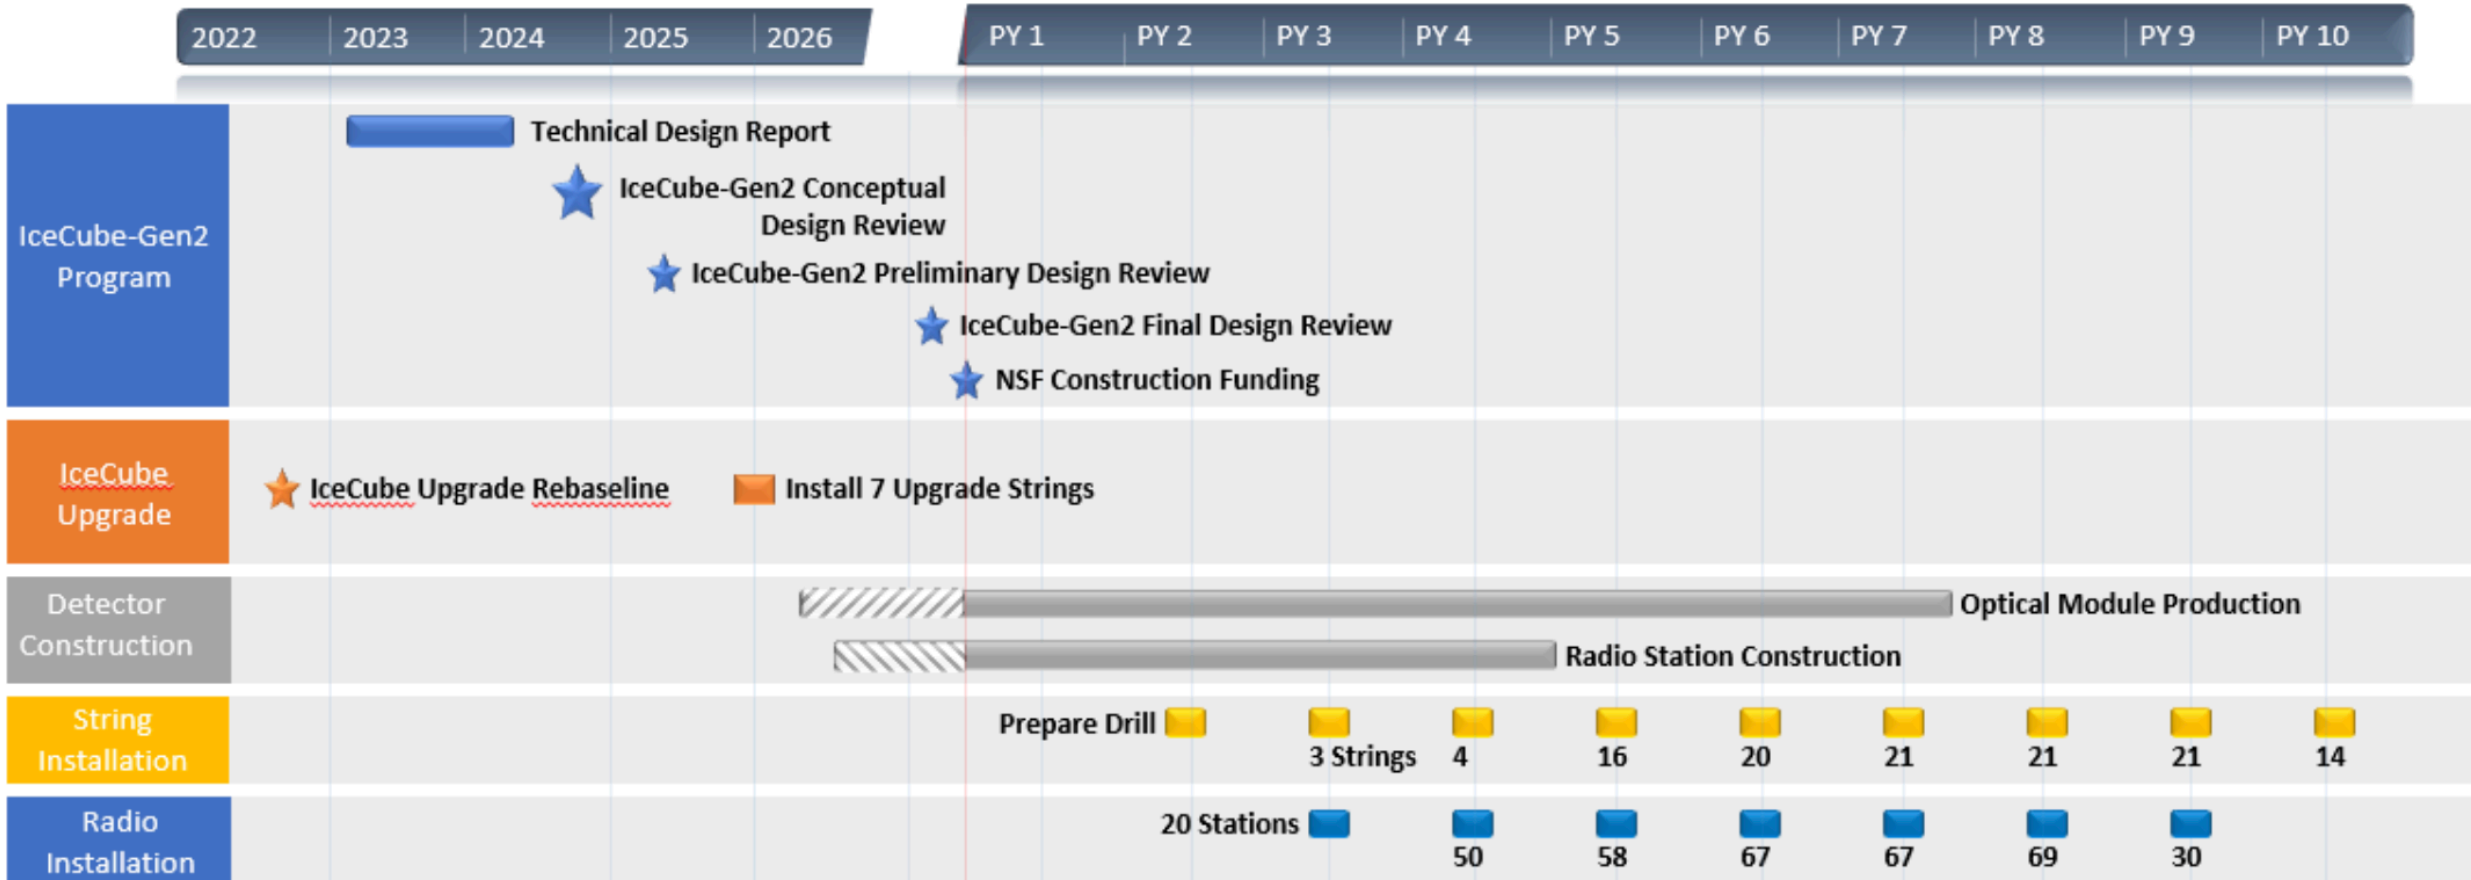 2022 2023 2024 2025 2026 PY 1 PY 2 PY 3 PY 4 PY 5 PY 6 PY 7 PY 8 PY 9 PY 10
IceCube-Gen2
Program
Technical Design Report
IceCube-Gen2 Conceptual
Design Review
IceCube-Gen2 Preliminary Design Review
IceCube-Gen2 Final Design Review
NSF Construction Funding
IceCube
Upgrade
IceCube Upgrade Rebaseline
Install 7 Upgrade Strings
Detector
Construction
Optical Module Production
Radio Station Construction
String
Installation
Prepare Drill
3 Strings 4 16 20 21 21 21 14
Radio
Installation
20 Stations
50 58 67 67 69 30